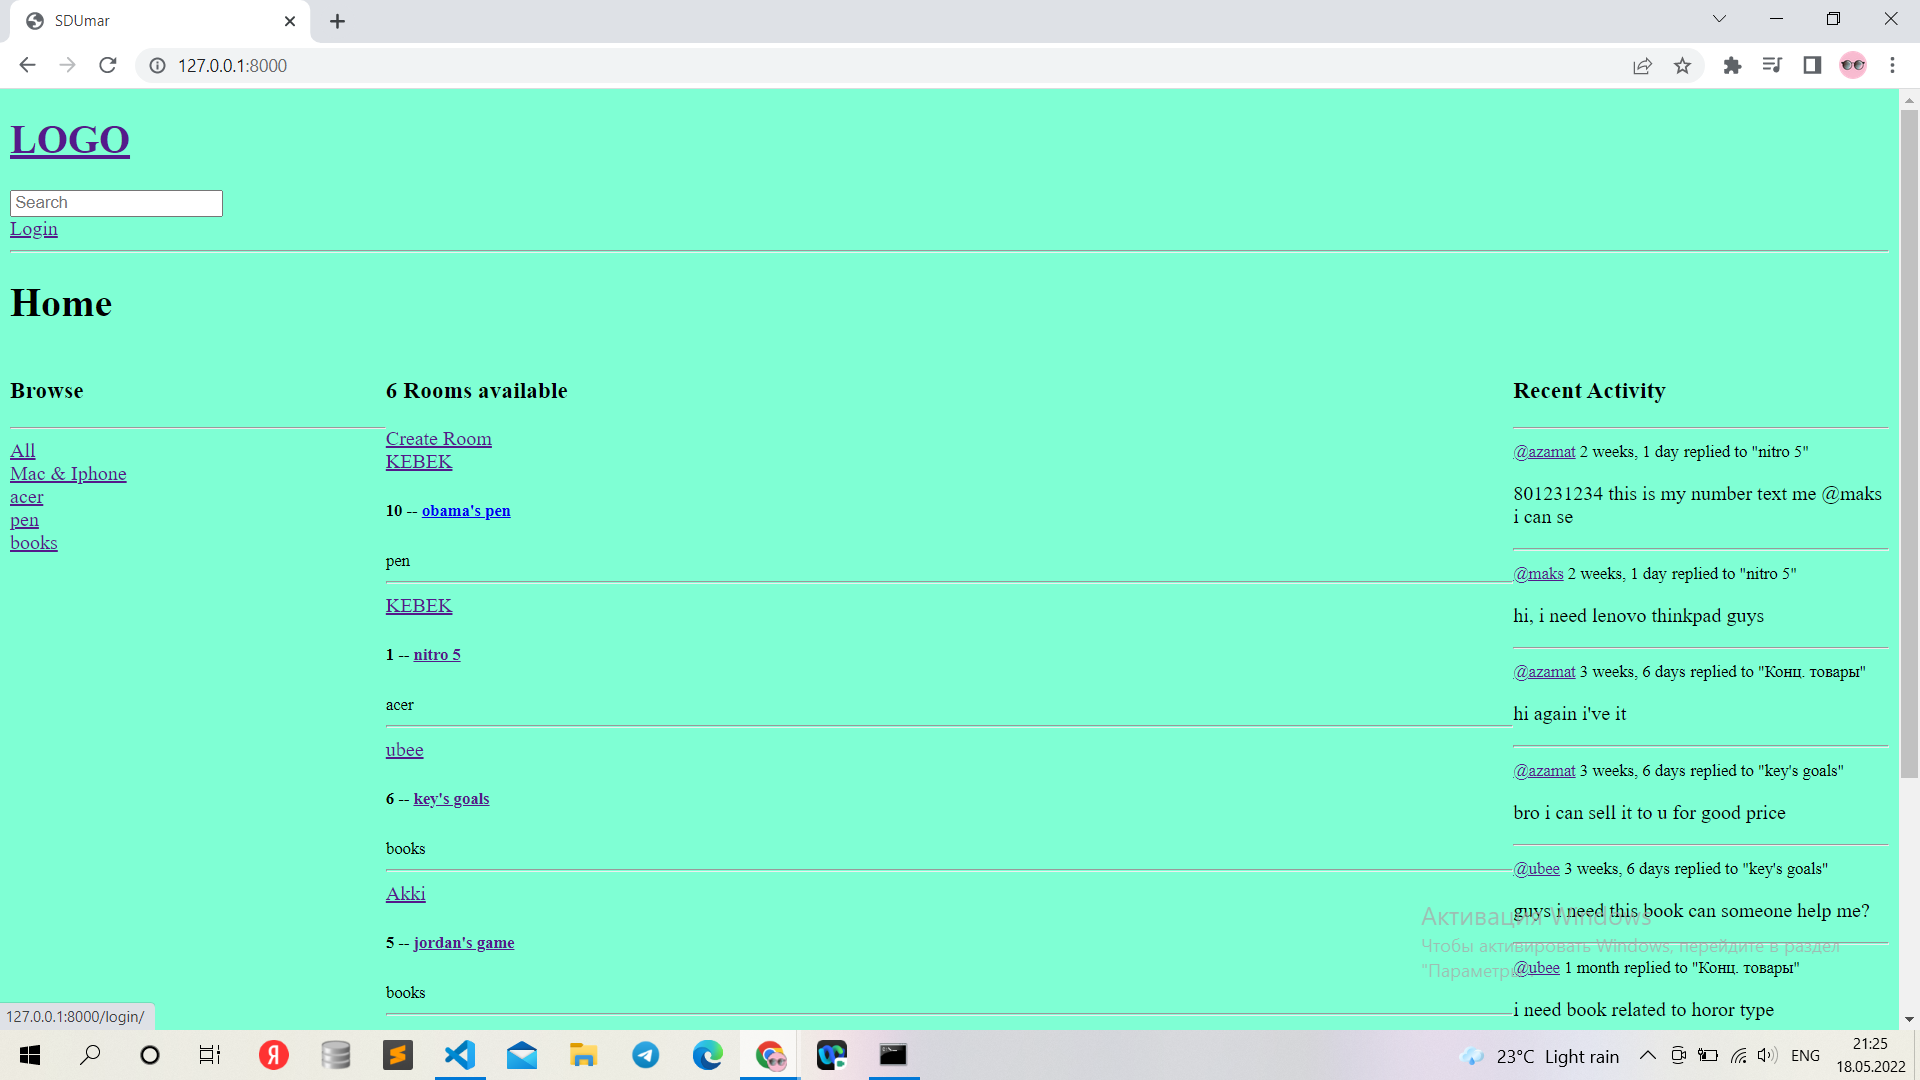 SDUmar
127.0.0.1:8000
LOGO
Search
Login
Home
Browse
All
Mac & Iphone
acer
pen
books
6 Rooms available
Create Room
KEBEK
10 -- obama's pen
pen
KEBEK
1 -- nitro 5
acer
ubee
6 -- key's goals
books
Akki
5 -- jordan's game
books
Recent Activity
@azamat 2 weeks, 1 day replied to "nitro 5"
801231234 this is my number text me @maks
i can se
@maks 2 weeks, 1 day replied to "nitro 5"
hi, i need lenovo thinkpad guys
@azamat 3 weeks, 6 days replied to "Конц. товары"
hi again i've it
@azamat 3 weeks, 6 days replied to "key's goals"
bro i can sell it to u for good price
@ubee 3 weeks, 6 days replied to "key's goals"
guys i need this book can someone help me?
@ubee 1 month replied to "Конц. товары"
i need book related to horor type
Активация Windows
Чтобы активировать Windows, перейдите в раздел
"Параметры".
127.0.0.1:8000/login/
23°C Light rain
ENG
21:25
18.05.2022